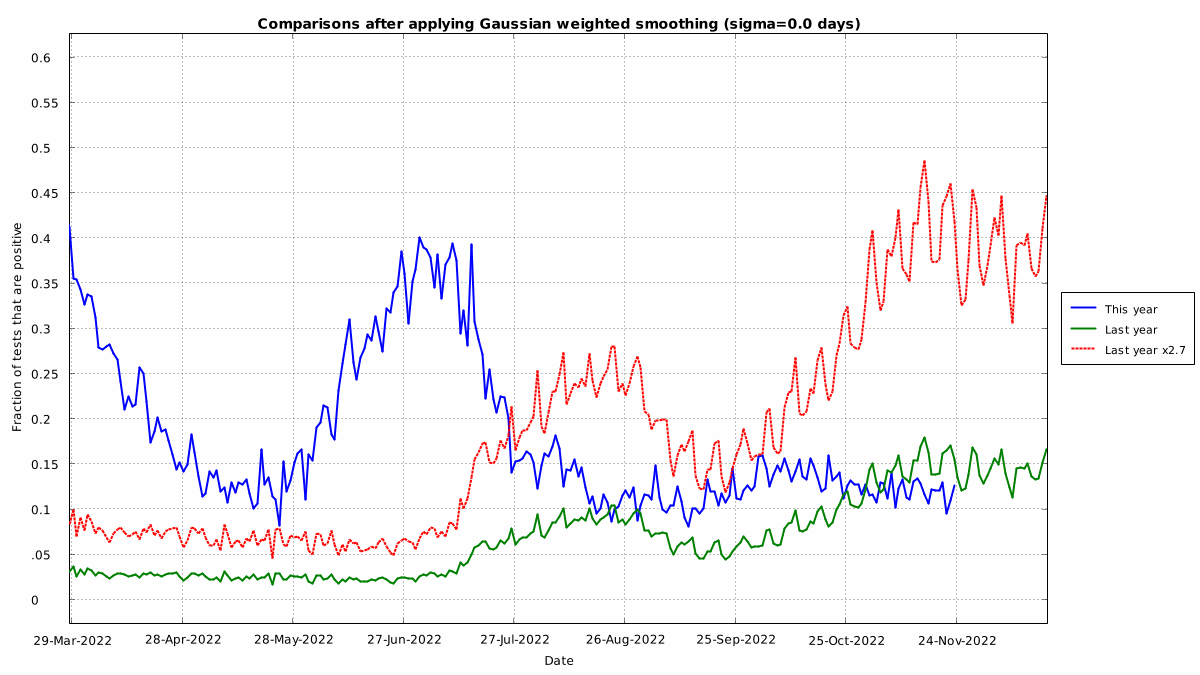 Comparisons after applying Gaussian weighted smoothing (sigma=0.0 days)
0.6
0.55
0.5
0.45
0.4
0.35
0.3
0.25
0.2
0.15
0.1
.05
0
Fraction of tests that are positive
29-Mar-2022 28-Apr-2022 28-May-2022 27-Jun-2022 27-Jul-2022 26-Aug-2022 25-Sep-2022 25-Oct-2022 24-Nov-2022
Date
This year
Last year
Last year x2.7